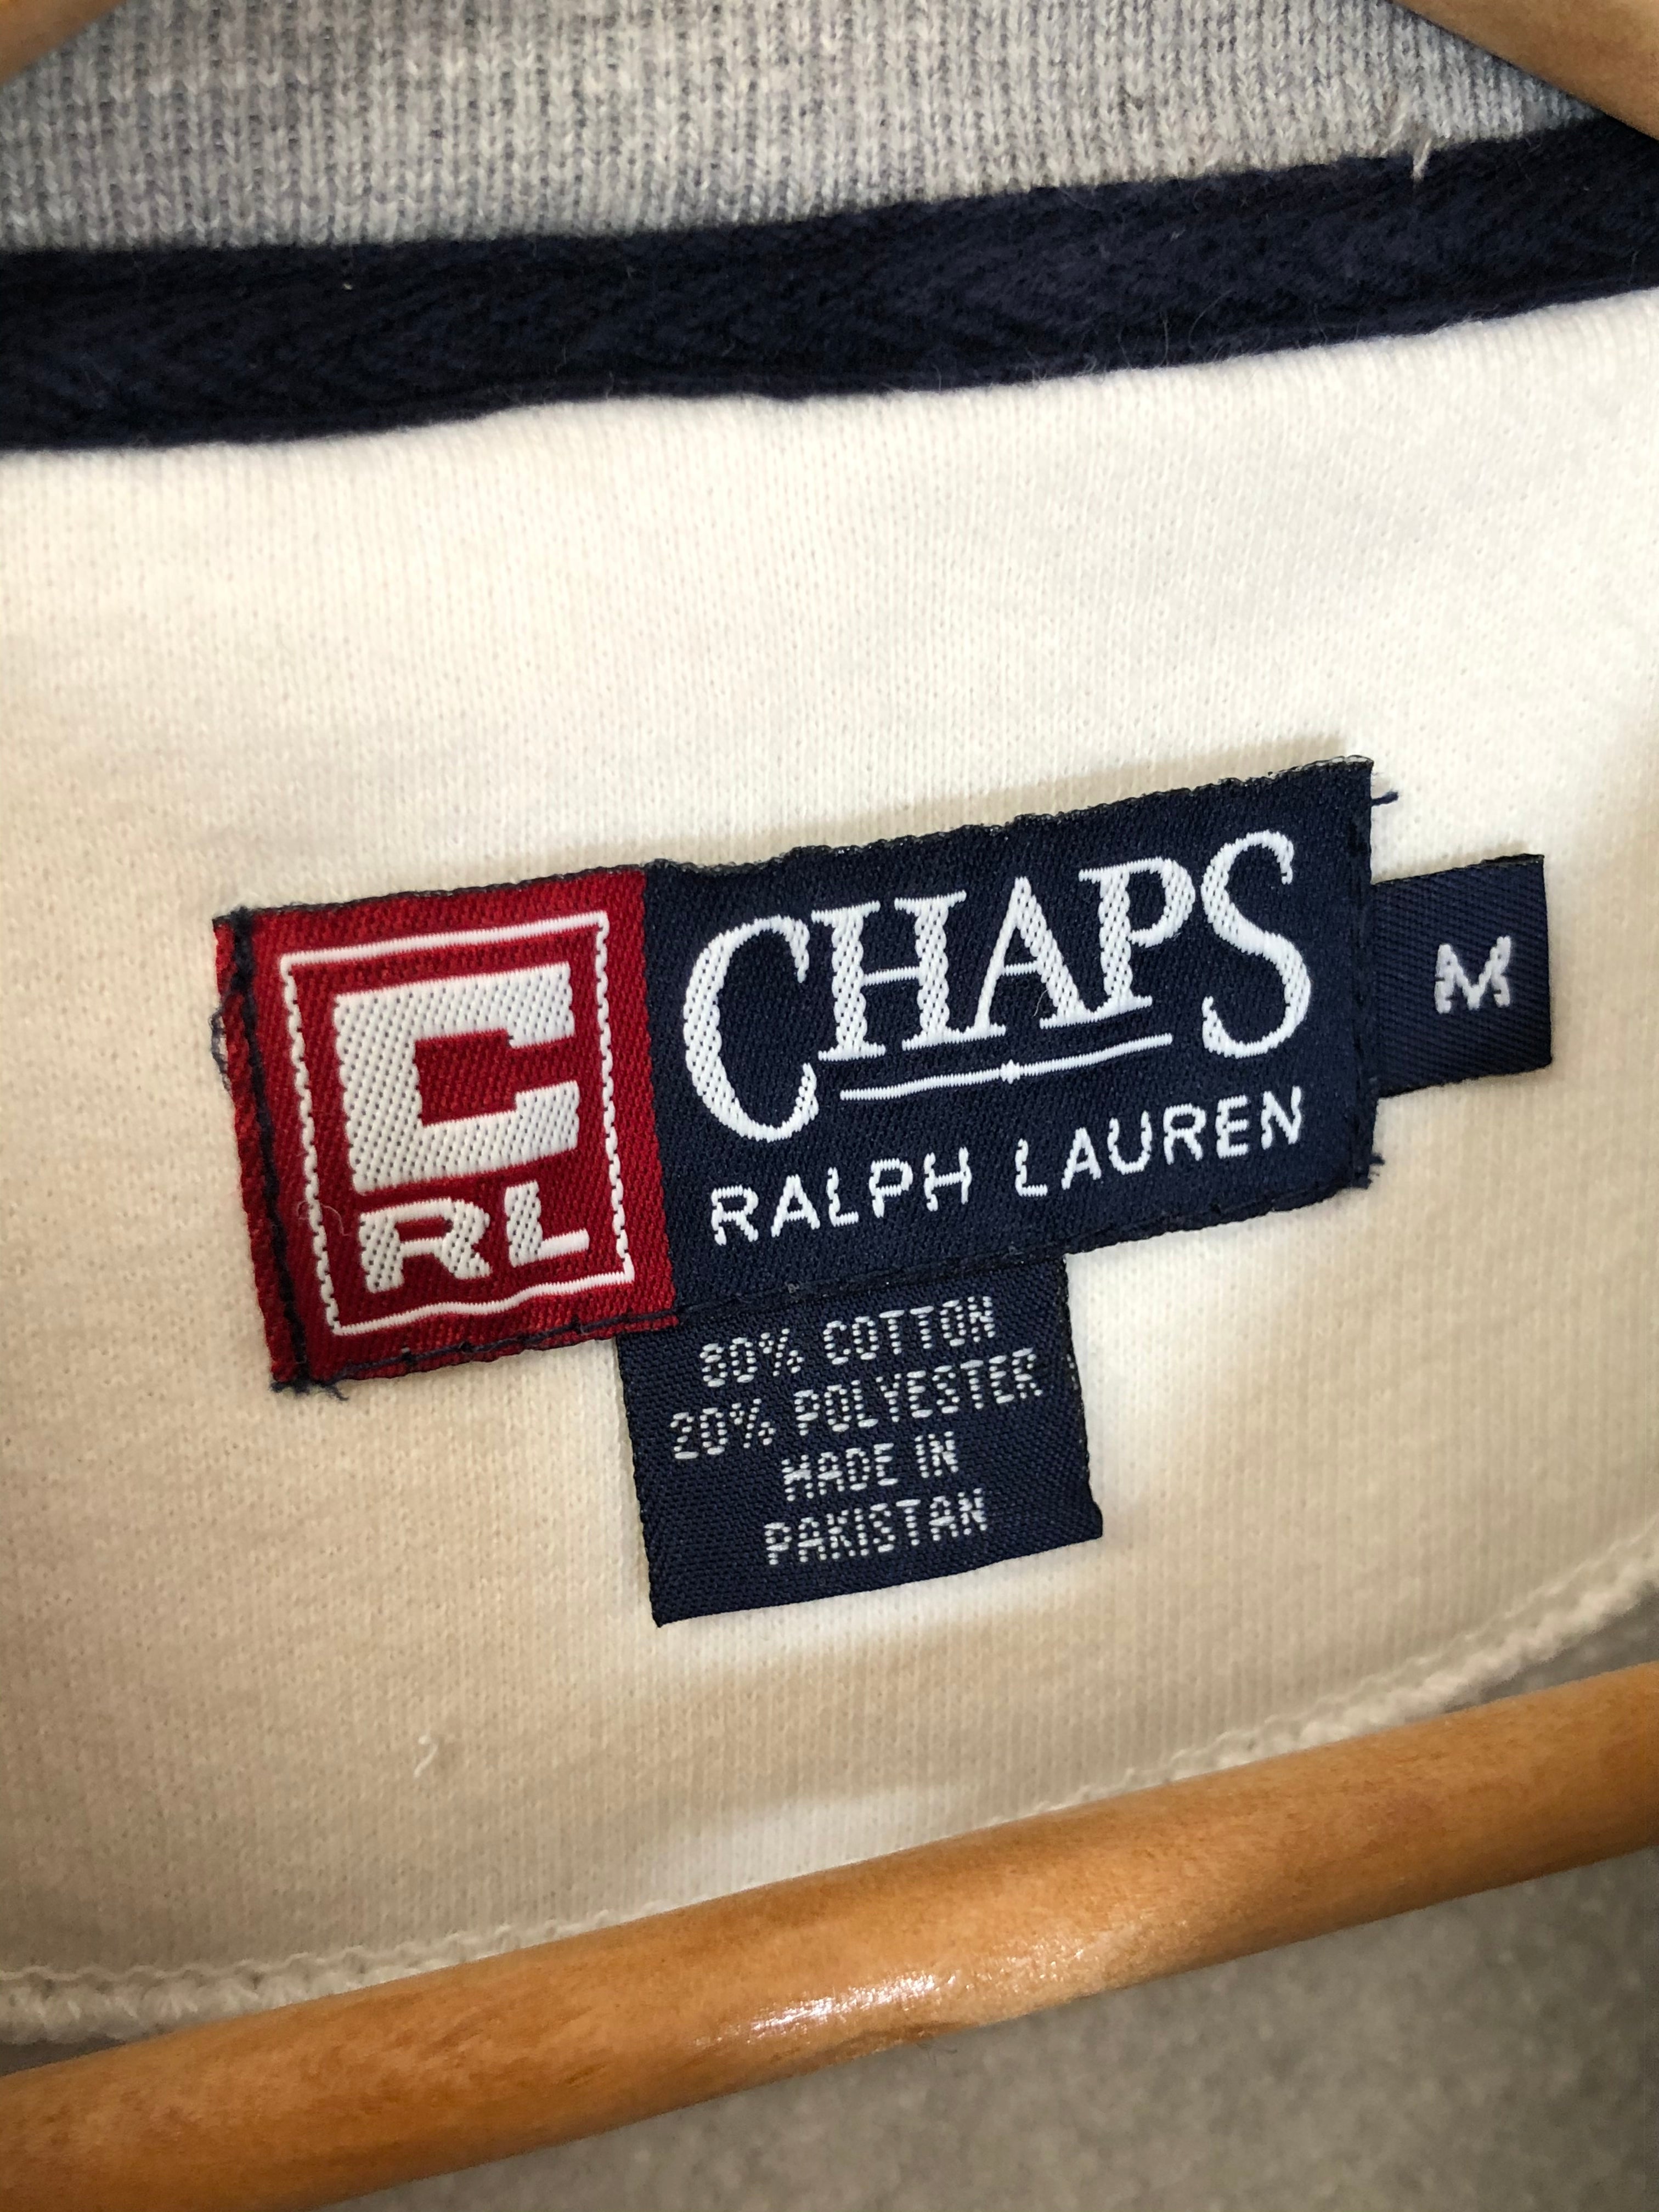 C
RL
CHAPS
RALPH LAUREN
M
80% COTTON
20% POLYESTER
MADE IN
PAKISTAN